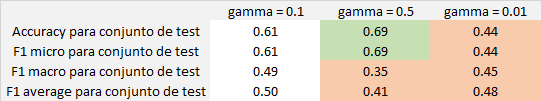 gamma = 0.1 gamma = 0.5 gamma = 0.01
Accuracy para conjunto de test 0.61 0.69 0.44
F1 micro para conjunto de test 0.61 0.69 0.44
F1 macro para conjunto de test 0.49 0.35 0.45
F1 average para conjunto de test 0.50 0.41 0.48